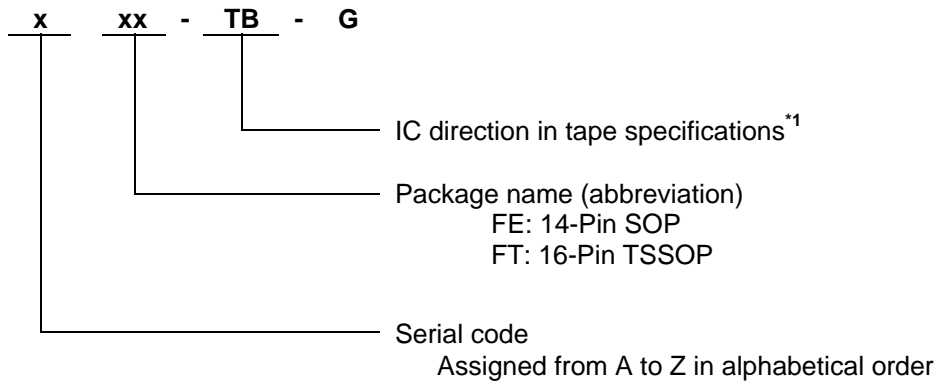 x xx - TB - G
IC direction in tape specifications*1
Package name (abbreviation)
FE: 14-Pin SOP
FT: 16-Pin TSSOP
Serial code
Assigned from A to Z in alphabetical order